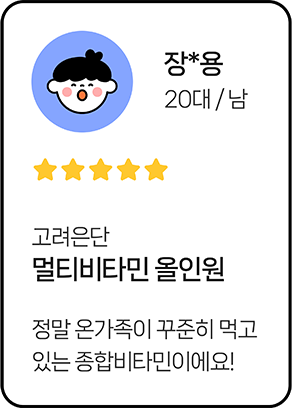 장*용
20대 / 남
고려은단
멀티비타민 올인원
정말 온가족이 꾸준히 먹고
있는 종합비타민이에요!